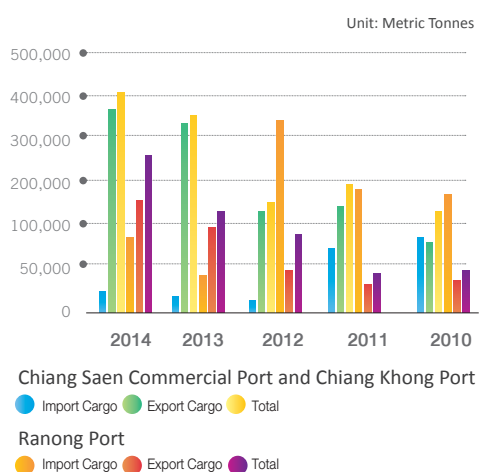 Unit: Metric Tonnes
500,000
400,000
300,000
200,000
100,000
50,000
0
2014 2013 2012 2011 2010
Chiang Saen Commercial Port and Chiang Khong Port
Import Cargo Export Cargo Total
Ranong Port
Import Cargo Export Cargo Total